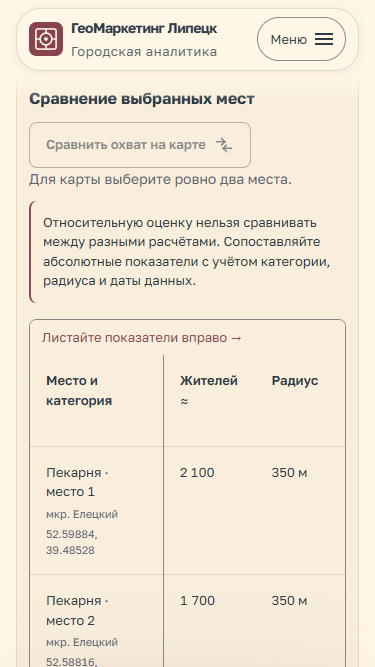 ГеоМаркетинг Липецк
Городская аналитика
Меню
Сравнение выбранных мест
Сравнить охват на карте
Для карты выберите ровно два места.
Относительную оценку нельзя сравнивать
между разными расчётами. Сопоставляйте
абсолютные показатели с учётом категории,
радиуса и даты данных.
Листайте показатели вправо →
Место и
категория
Жителей
≈
Радиус
Пекарня ·
место 1
мкр. Елецкий
52.59884,
39.48528
2 100
350 м
Пекарня ·
место 2
мкр. Елецкий
52.58816,
1 700
350 м